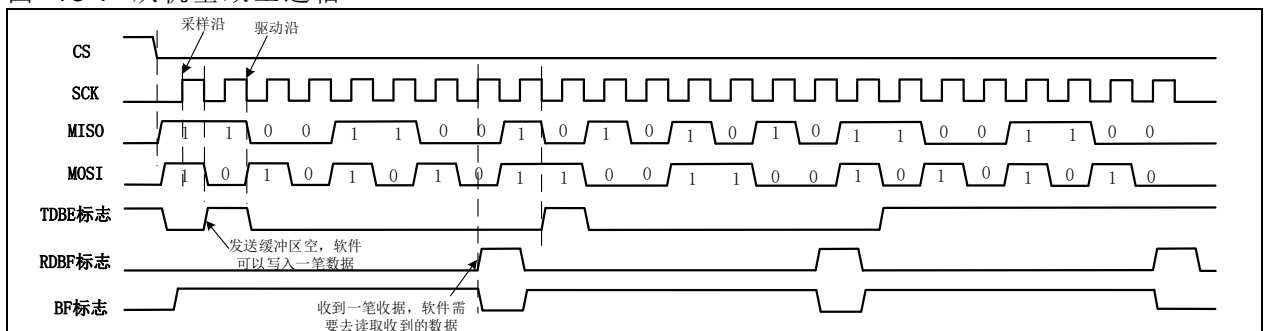 采样沿
驱动沿
CS
SCK
MISO 1 1 0 0 1 1 0 0 1 0 1 0 1 0 1 0 1 1 0 0 1 1 0 0
MOSI 1 0 1 0 1 0 1 0 1 1 0 0 1 1 0 0 1 0 1 0 1 0 1 0
TDBE标志
发送缓冲区空，软件
可以写入一笔数据
RDBF标志
BF标志
收到一笔收据，软件需
要去读取收到的数据